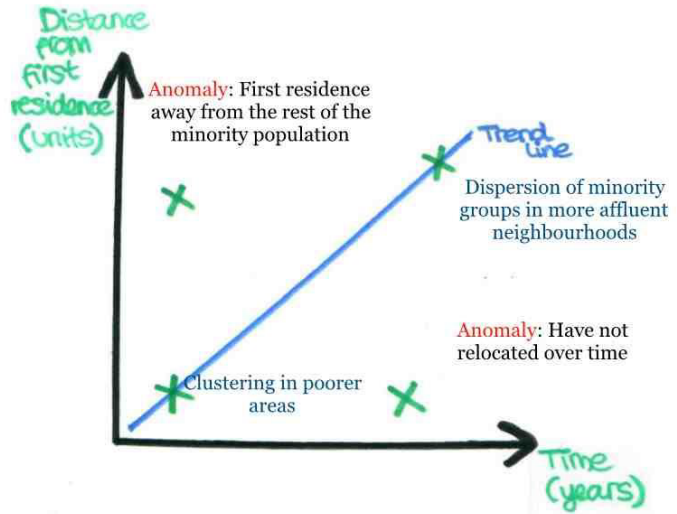 Distance
from
first
residence
(units)
Anomaly: First residence
away from the rest of the
minority population
Trend
line
Dispersion of minority
groups in more affluent
neighbourhoods
Anomaly: Have not
relocated over time
Clustering in poorer
areas
Time
(years)